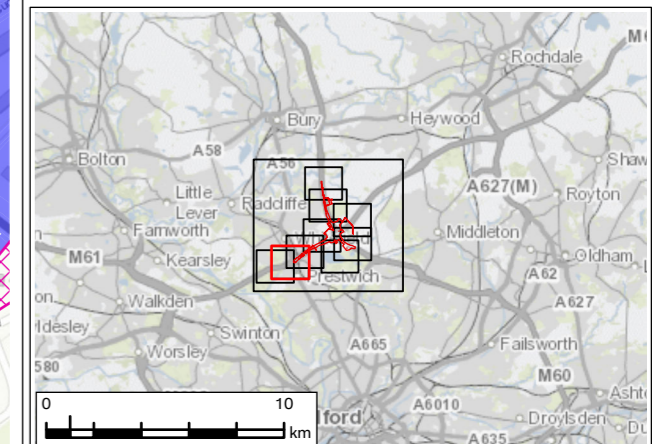 Rochdale
Bury
Heywood
A58
Bolton
A56
A627(M)
Little
Lever
Radcliffe
Royton
Farnworth
Middleton
M61
Kearsley
Oldham
Prestwich
A62
Walkden
A627
Swinton
A665
Failsworth
Worsley
M60
580
0
10
km
A6010
Droylsden
A635